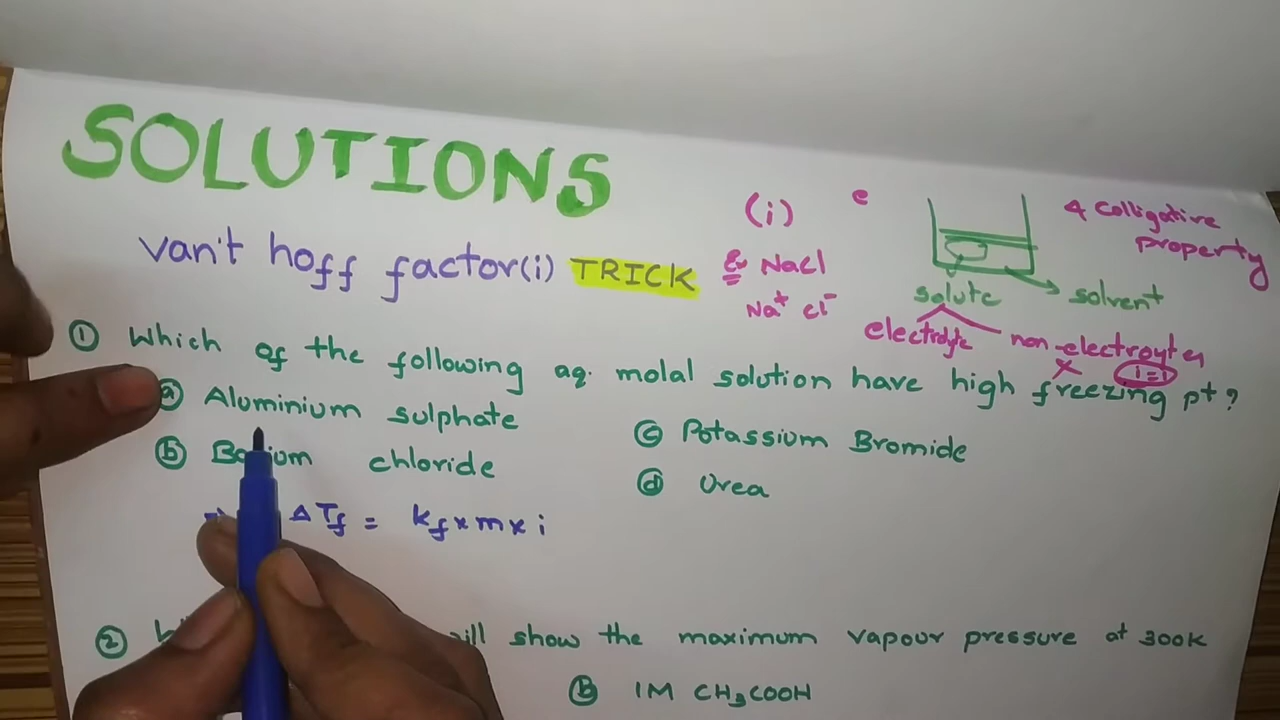 SOLUTIONS
van't hoff factor(i) TRICK
(i)
e
Ex NaCl
Na+ Cl-
4 Colligative
property
solute
solvent
electrolyte
non-electroyten
i=1
① Which of the following aq. molal solution have high freezing pt?
ⓐ Aluminium sulphate
ⓑ chloride
ⓒ Potassium Bromide
ⓓ Urea
ΔTf = kf x m x i
② will show the maximum vapour pressure at 300K
ⓑ 1M CH3COOH